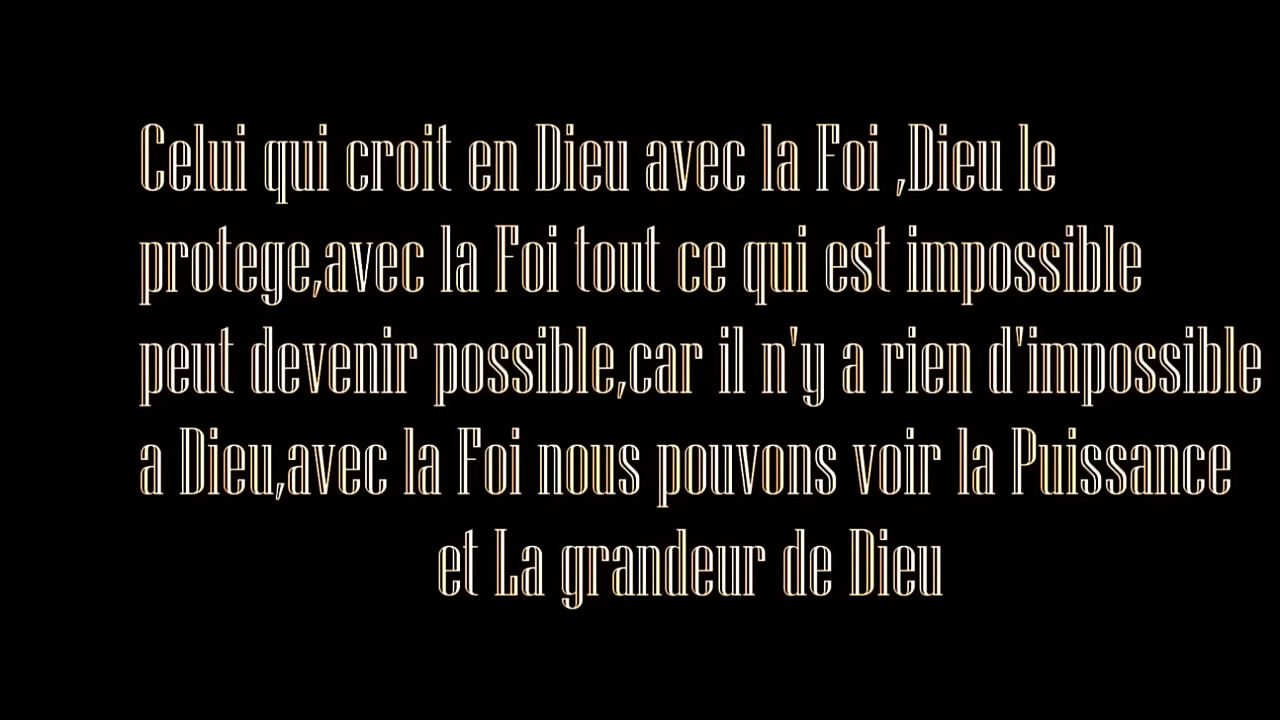 Celui qui croit en Dieu avec la Foi ,Dieu le
protege,avec la Foi tout ce qui est impossible
peut devenir possible,car il n'y a rien d'impossible
a Dieu,avec la Foi nous pouvons voir la Puissance
et La grandeur de Dieu